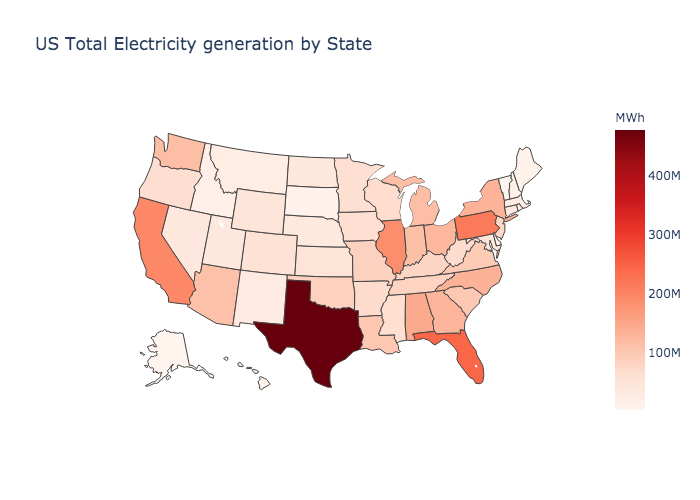 US Total Electricity generation by State
MWh
400M
300M
200M
100M